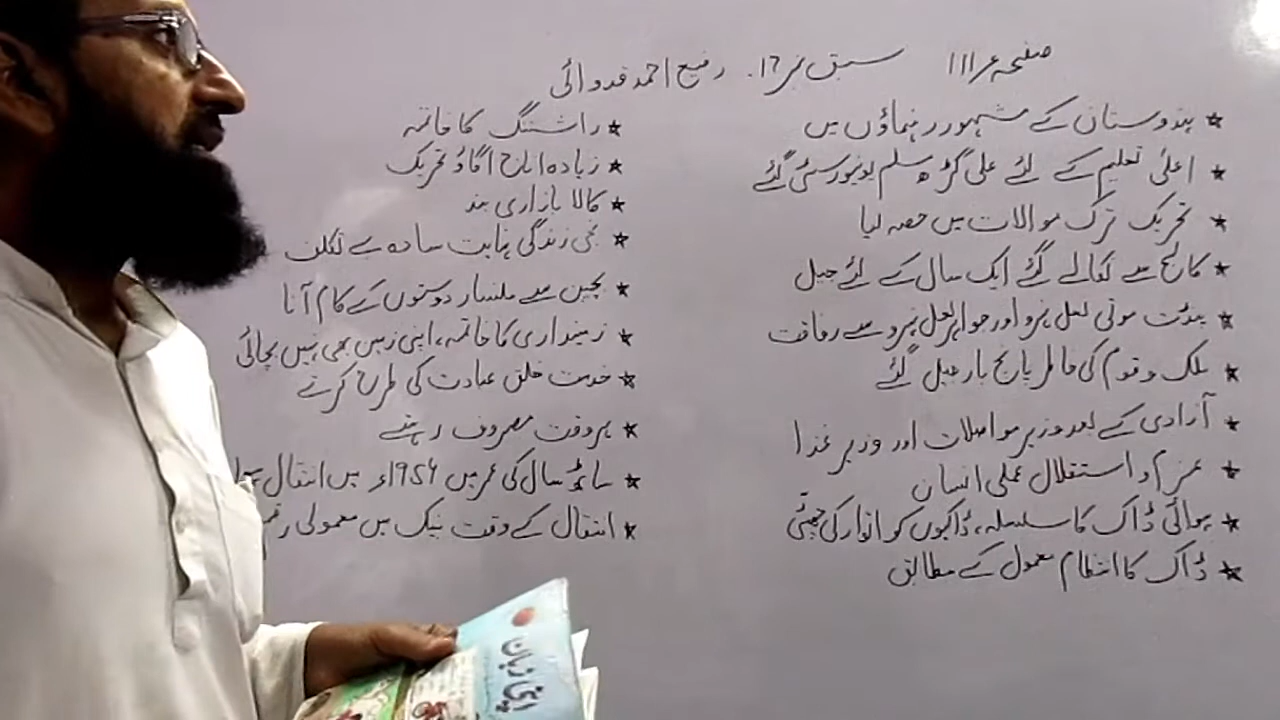 صفحہ نمبر 111 سبق نمبر 17. رفیع احمد قدوائی
★ ہندوستان کے مشہور رہنماؤں میں
★ اعلیٰ تعلیم کے لئے علی گڑھ مسلم یونیورسٹی گئے
★ تحریک ترک موالات میں حصہ لیا
★ کالج سے نکالے گئے ایک سال کے لئے جیل
★ پنڈت موتی لعل نہرو اور جواہر لعل نہرو سے رفاقت
★ ملک و قوم کی خاطر پانچ بار جیل گئے
★ آزادی کے بعد وزیر مواصلات اور وزیر غذا
★ عزم و استقلال عملی انسان
★ ہوائی ڈاک کا سلسلہ، ڈاکیوں کو اتوار کی چھٹی
★ ڈاک کا انتظام معمول کے مطابق
★ راشننگ کا خاتمہ
★ زیادہ اناج اگاؤ تحریک
★ کالا بازاری بند
★ نجی زندگی نہایت سادہ بے تکلف
★ بچپن سے ملنسار دوستوں کے کام آنا
★ زمینداری کا خاتمہ، اپنی زمین بھی نہیں بچائی
★ خدمت خلق عبادت کی طرح کرتے
★ ہر وقت مصروف رہتے
★ ساٹھ سال کی عمر میں 1954ء میں انتقال ہوا
★ انتقال کے وقت بینک میں معمولی رقم
اپنی زبان